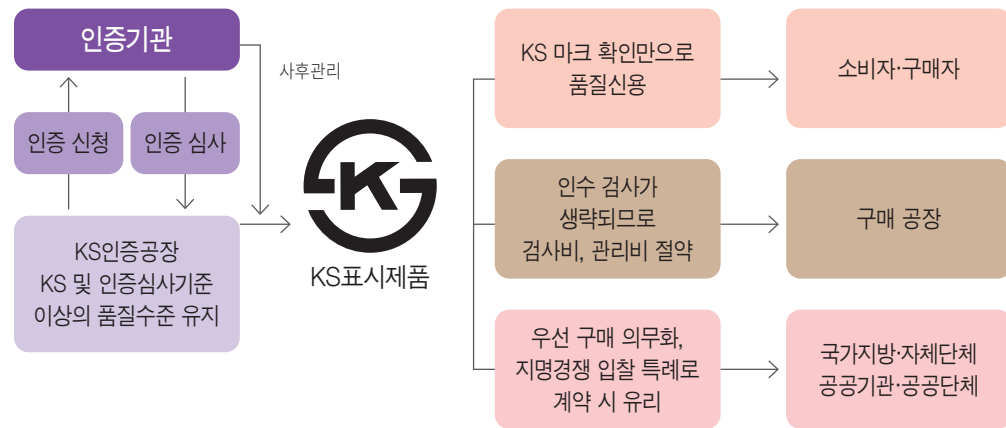 인증기관
사후관리
인증 신청
인증 심사
KS인증공장
KS 및 인증심사기준
이상의 품질수준 유지
KS표시제품
KS 마크 확인만으로
품질신용
소비자·구매자
인수 검사가
생략되므로
검사비, 관리비 절약
구매 공장
우선 구매 의무화,
지명경쟁 입찰 특례로
계약 시 유리
국가지방·자체단체
공공기관·공공단체